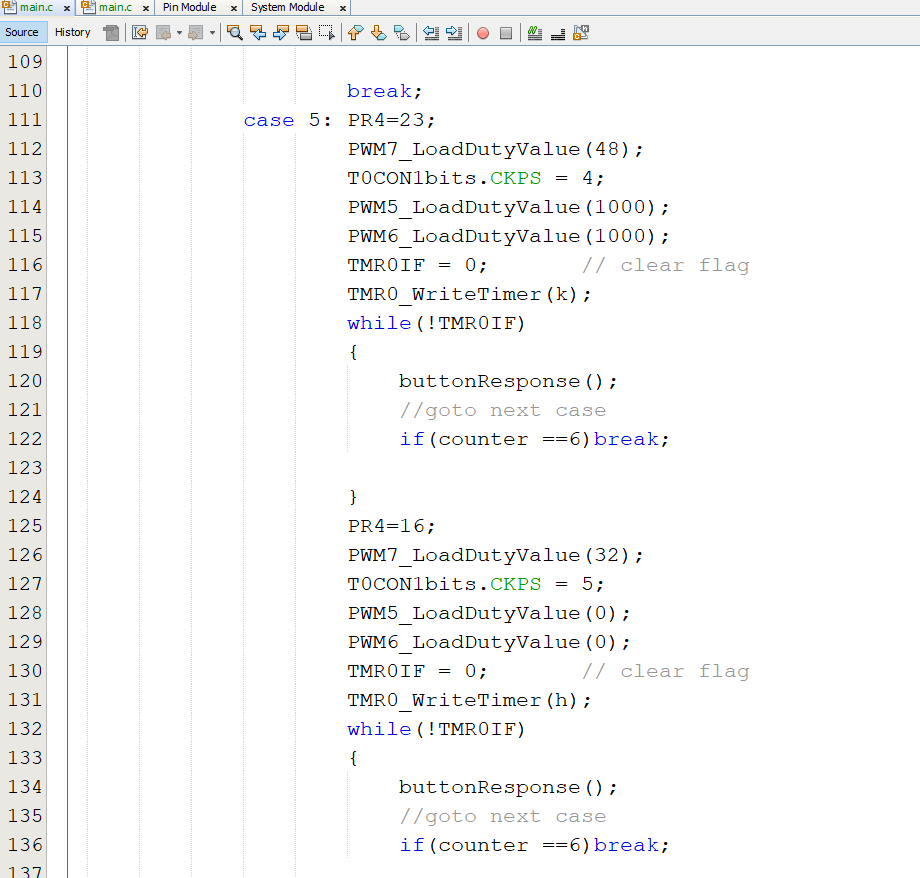 main.c × main.c × Pin Module × System Module ×
Source History
109
110 break;
111 case 5: PR4=23;
112 PWM7_LoadDutyValue(48);
113 T0CON1bits.CKPS = 4;
114 PWM5_LoadDutyValue(1000);
115 PWM6_LoadDutyValue(1000);
116 TMR0IF = 0; // clear flag
117 TMR0_WriteTimer(k);
118 while(!TMR0IF)
119 {
120 buttonResponse();
121 //goto next case
122 if(counter ==6)break;
123
124 }
125 PR4=16;
126 PWM7_LoadDutyValue(32);
127 T0CON1bits.CKPS = 5;
128 PWM5_LoadDutyValue(0);
129 PWM6_LoadDutyValue(0);
130 TMR0IF = 0; // clear flag
131 TMR0_WriteTimer(h);
132 while(!TMR0IF)
133 {
134 buttonResponse();
135 //goto next case
136 if(counter ==6)break;
137